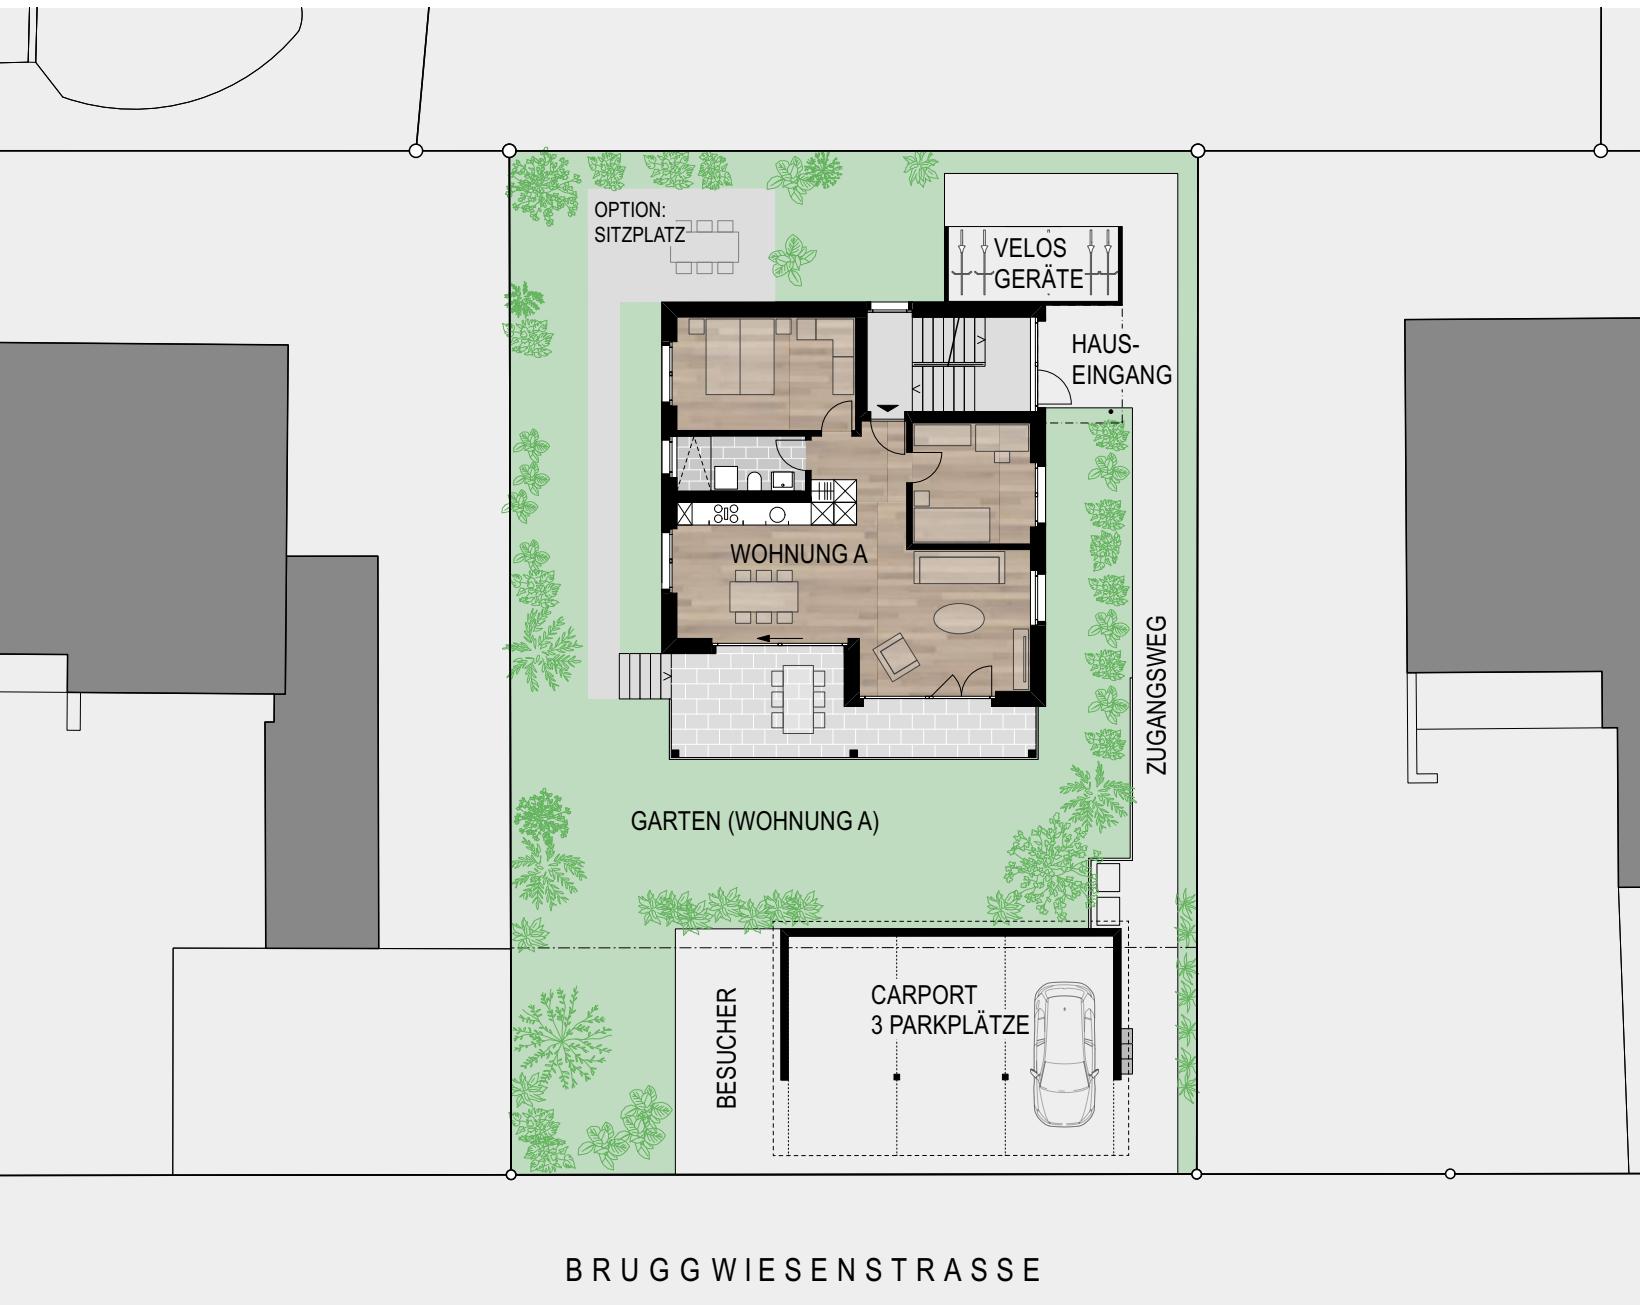 OPTION:
SITZPLATZ
VELOS
GERÄTE
HAUS-
EINGANG
WOHNUNG A
ZUGANGSWEG
GARTEN (WOHNUNG A)
CARPORT
3 PARKPLÄTZE
BESUCHER
BRUGGWIESENSTRASSE